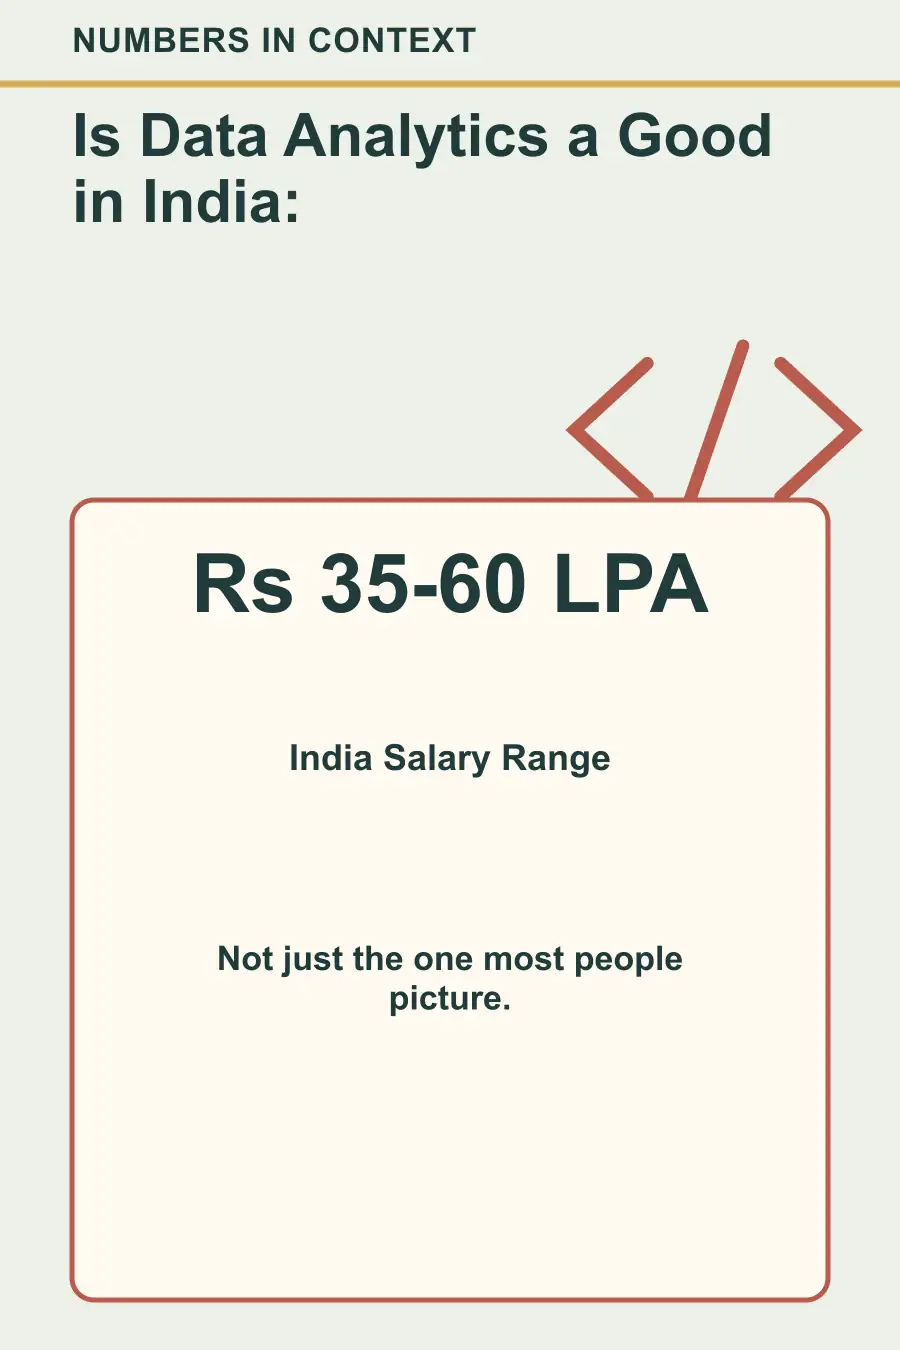 NUMBERS IN CONTEXT
Is Data Analytics a Good
in India:
Rs 35-60 LPA
India Salary Range
Not just the one most people
picture.